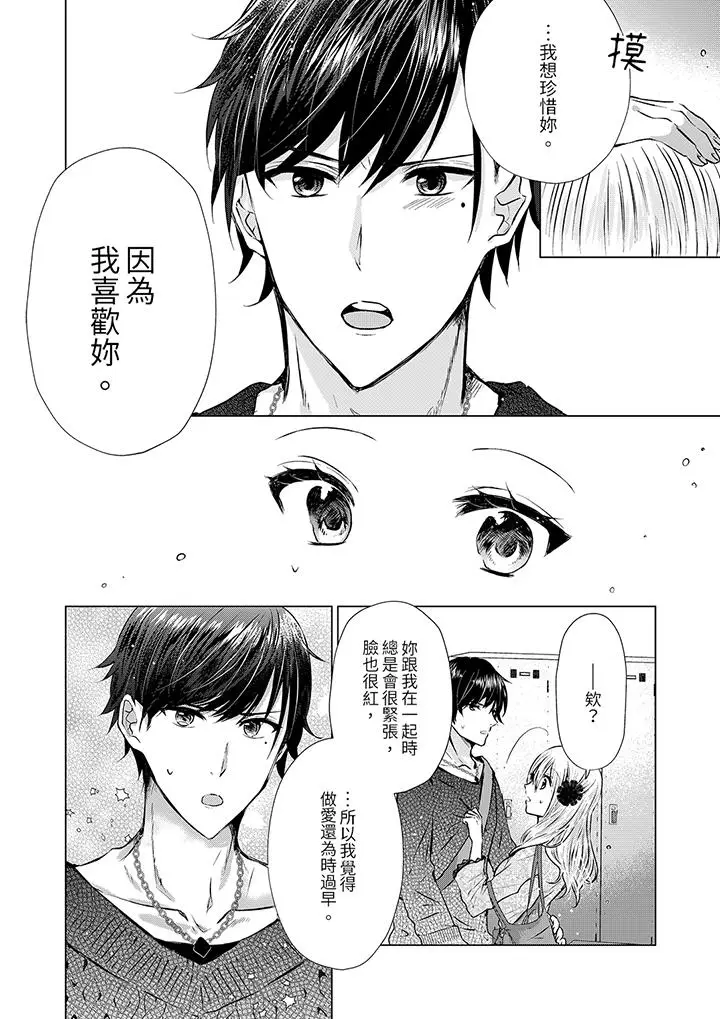 摸
…我想珍惜妳。
因為
我喜歡妳。
——欸？
妳跟我在一起時
總是會很緊張，
臉也很紅，
…所以我覺得
做愛還為時過早。